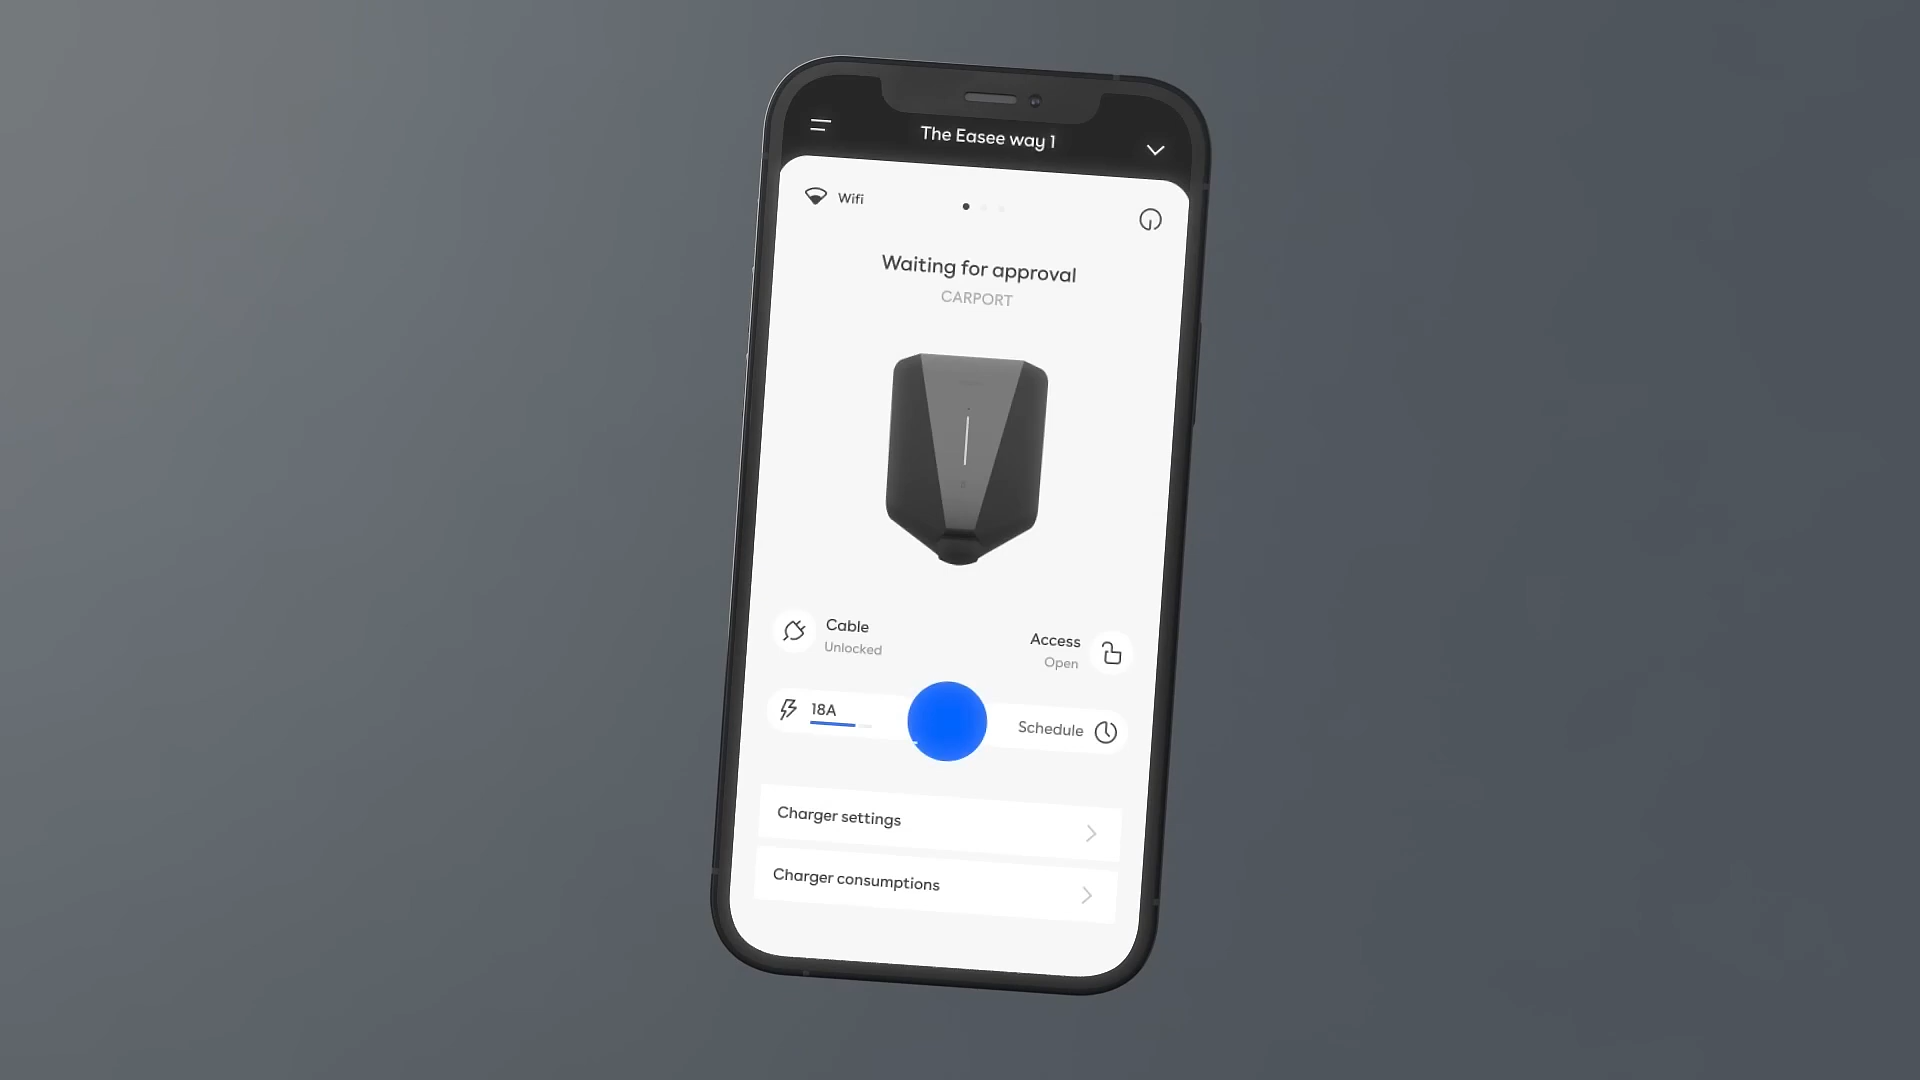 The Easee way 1
Wifi
Waiting for approval
CARPORT
Cable
Unlocked
Access
Open
18A
Schedule
Charger settings
Charger consumptions